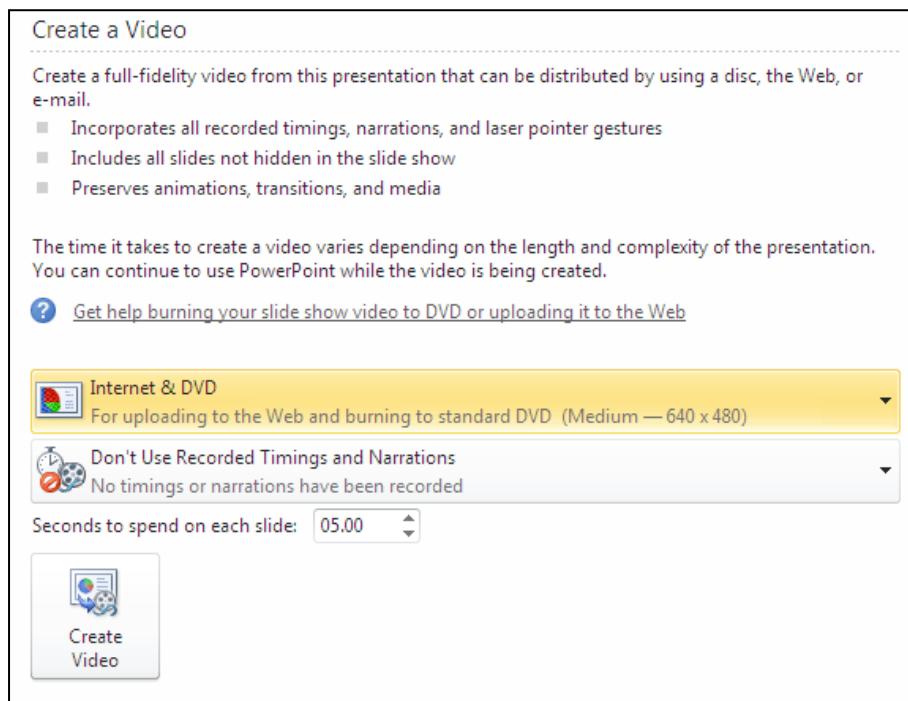 Create a Video
Create a full-fidelity video from this presentation that can be distributed by using a disc, the Web, or
e-mail.
Incorporates all recorded timings, narrations, and laser pointer gestures
Includes all slides not hidden in the slide show
Preserves animations, transitions, and media
The time it takes to create a video varies depending on the length and complexity of the presentation.
You can continue to use PowerPoint while the video is being created.
? Get help burning your slide show video to DVD or uploading it to the Web
Internet & DVD
For uploading to the Web and burning to standard DVD (Medium — 640 x 480)
Don't Use Recorded Timings and Narrations
No timings or narrations have been recorded
Seconds to spend on each slide: 05.00
Create
Video